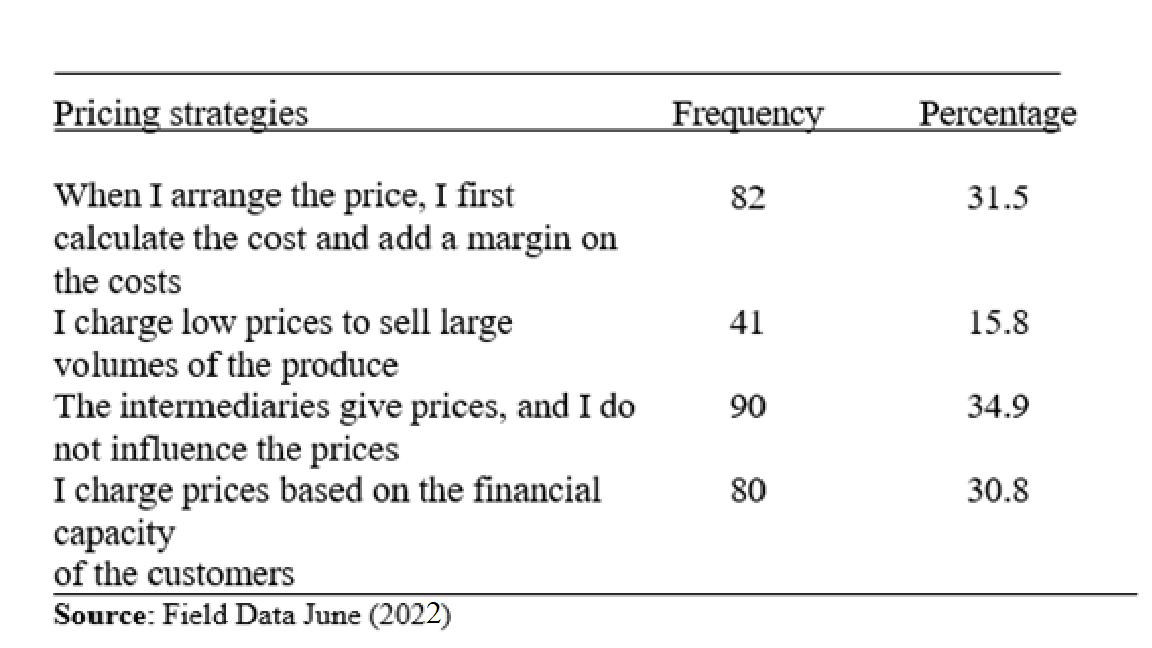 Pricing strategies Frequency Percentage
When I arrange the price, I first 82 31.5
calculate the cost and add a margin on
the costs
I charge low prices to sell large 41 15.8
volumes of the produce
The intermediaries give prices, and I do 90 34.9
not influence the prices
I charge prices based on the financial 80 30.8
capacity
of the customers
Source: Field Data June (2022)